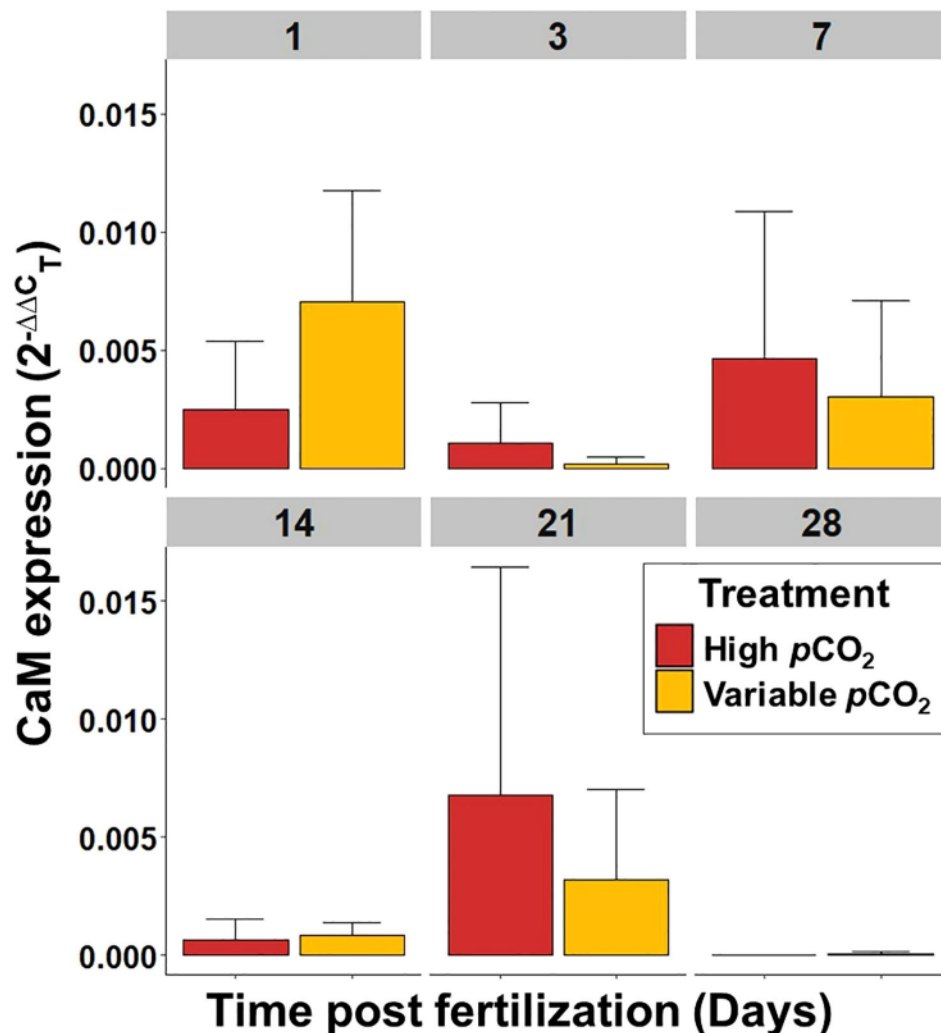 1 3 7
0.015
0.010
0.005
0.000
CaM expression (2^-ΔΔC_T)
14 21 28
0.015
0.010
0.005
0.000
Treatment
High pCO₂
Variable pCO₂
Time post fertilization (Days)